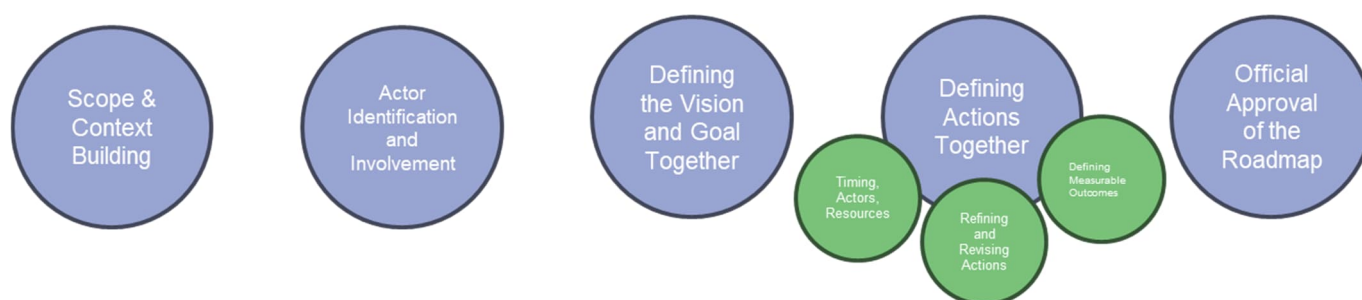 Scope &
Context
Building
Actor
Identification
and
Involvement
Defining
the Vision
and Goal
Together
Defining
Actions
Together
Timing,
Actors,
Resources
Refining
and
Revising
Actions
Defining
Measurable
Outcomes
Official
Approval
of the
Roadmap